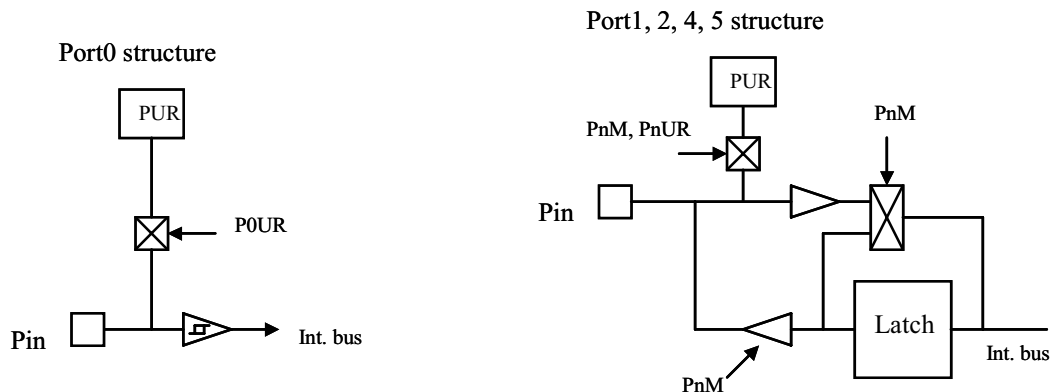 Port0 structure
PUR
P0UR
Pin
Int. bus
Port1, 2, 4, 5 structure
PUR
PnM, PnUR
PnM
Pin
Latch
Int. bus
PnM